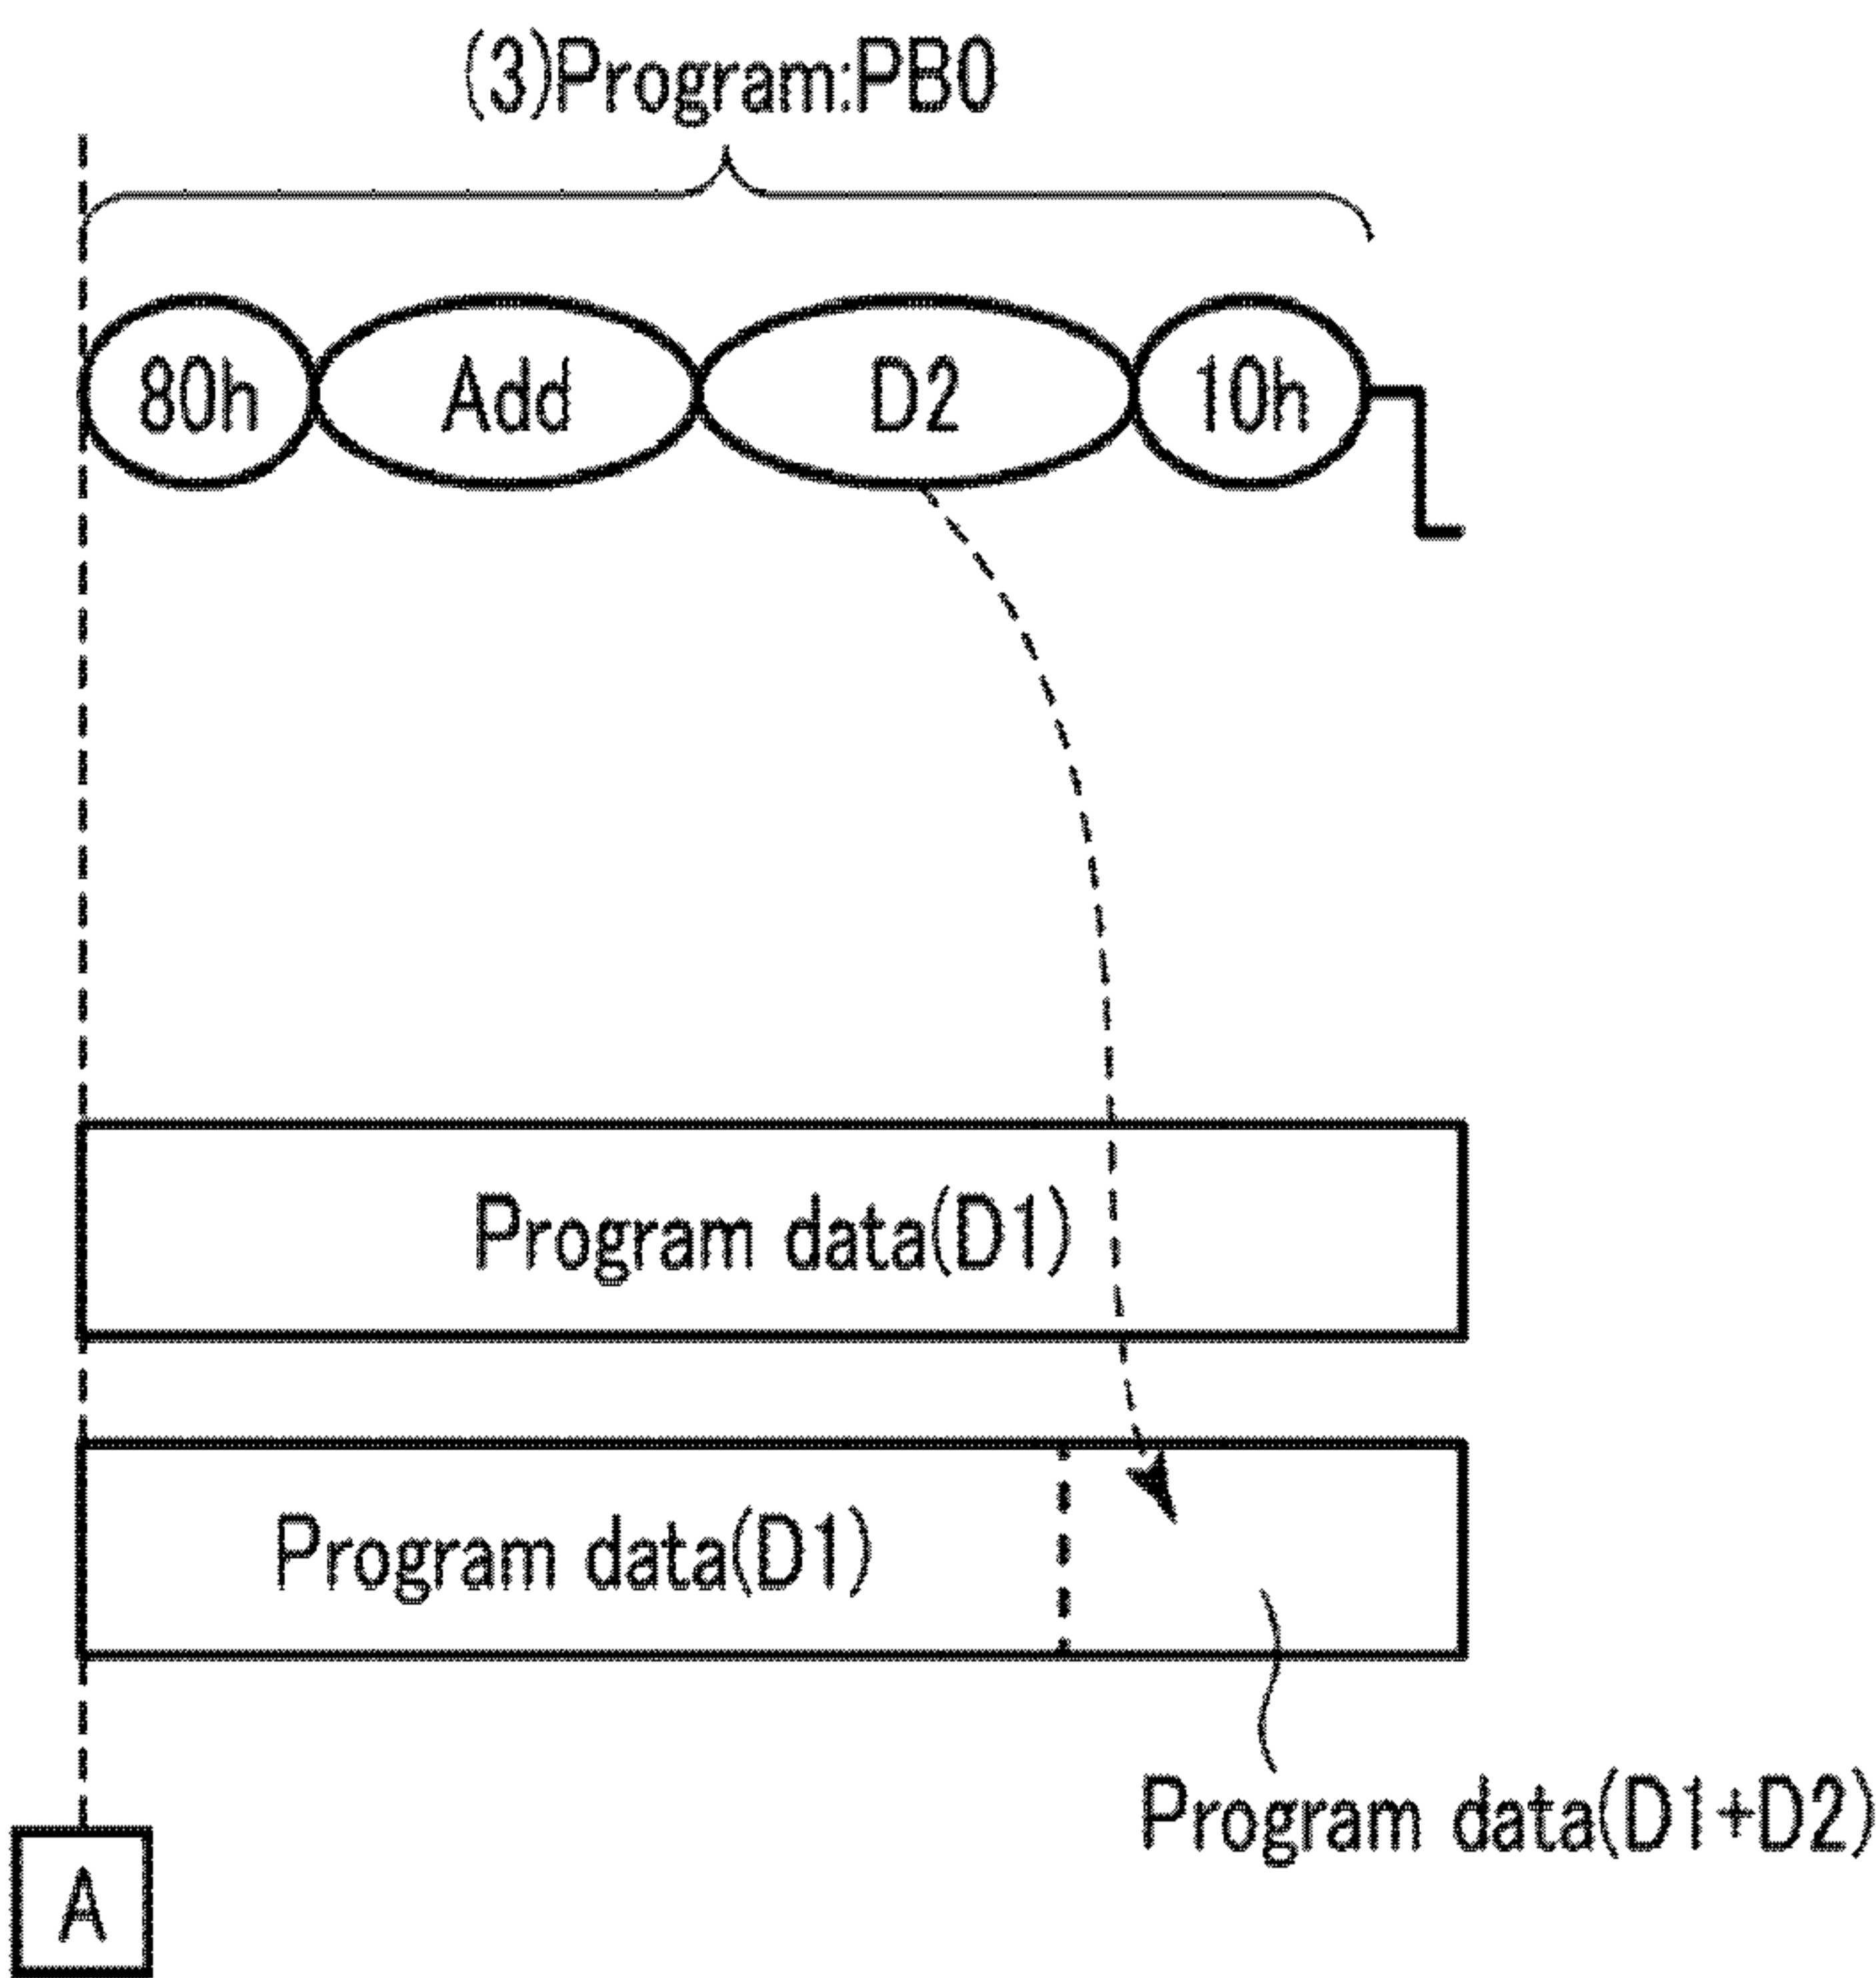 (3)Program:PB0
80h Add D2 10h
Program data(D1)
Program data(D1)
Program data(D1+D2)
A